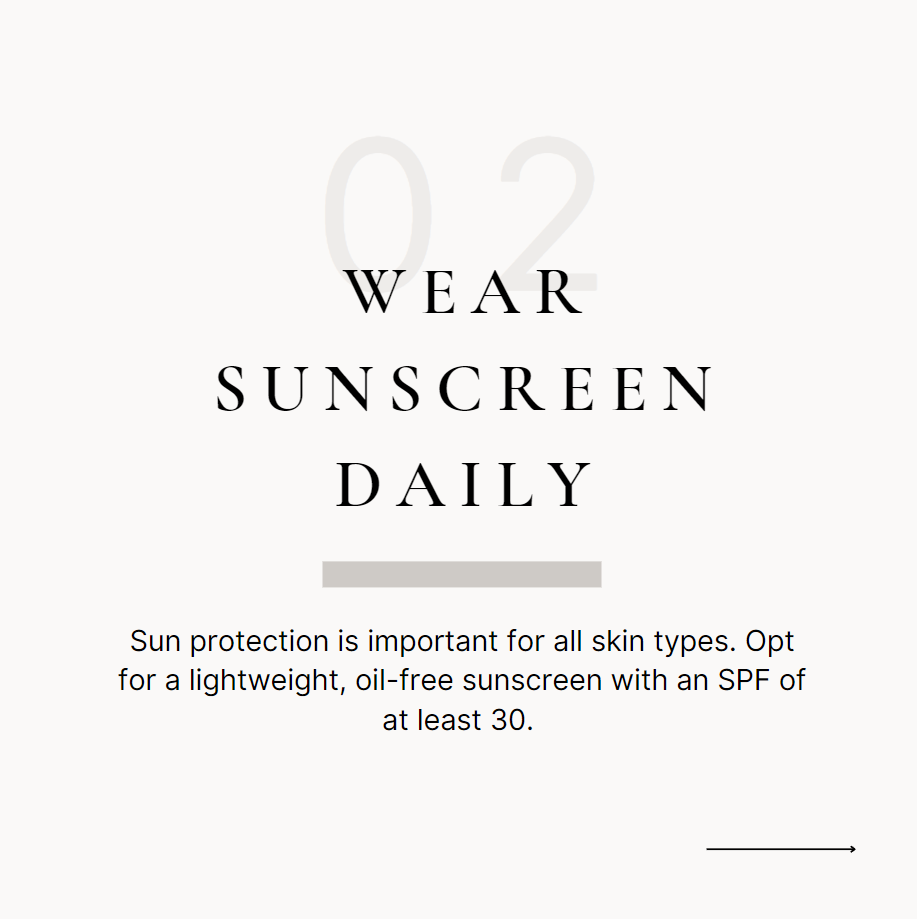 02
WEAR
SUNSCREEN
DAILY
Sun protection is important for all skin types. Opt
for a lightweight, oil-free sunscreen with an SPF of
at least 30.